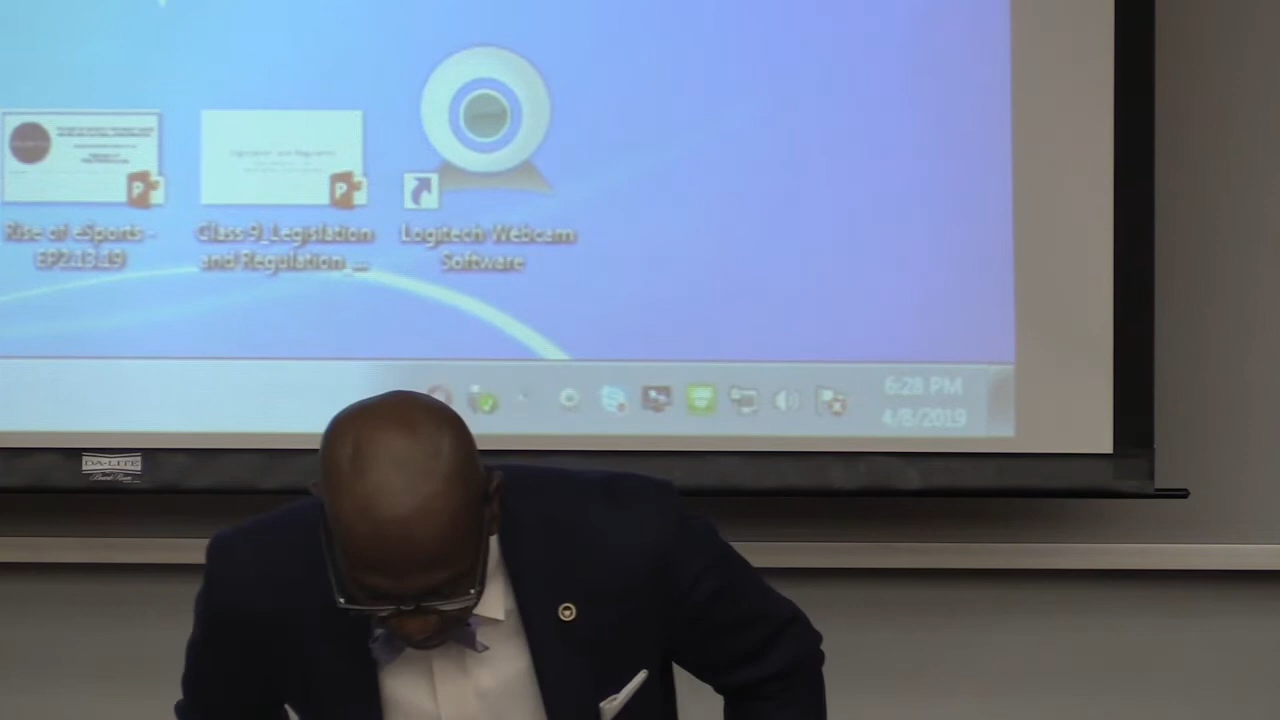 Rise of eSports -
EP2.13.19
Class 9_Legislation
and Regulation_...
Logitech Webcam
Software
6:28 PM
4/8/2019
DA-LITE